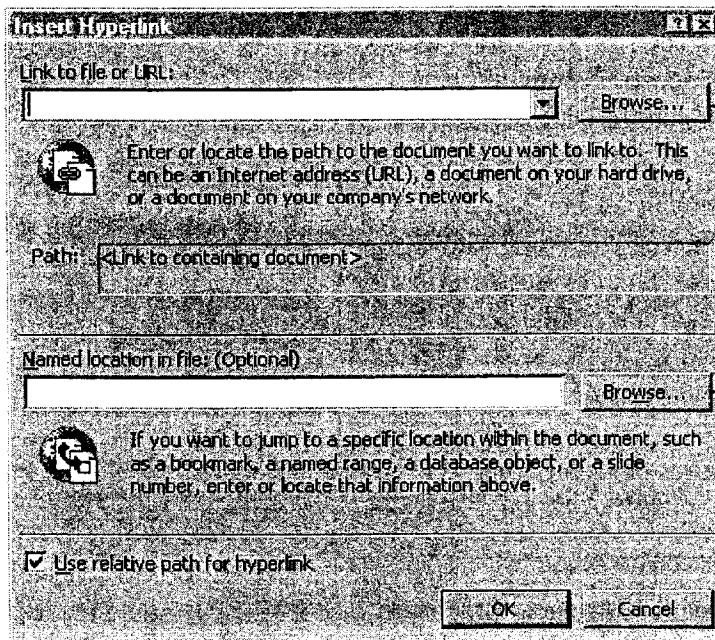 Insert Hyperlink
Link to file or URL:
Browse...
Enter or locate the path to the document you want to link to. This
can be an Internet address (URL), a document on your hard drive,
or a document on your company's network.
Path: <Link to containing document>
Named location in file: (Optional)
Browse...
If you want to jump to a specific location within the document, such
as a bookmark, a named range, a database object, or a slide
number, enter or locate that information above.
Use relative path for hyperlink
OK Cancel